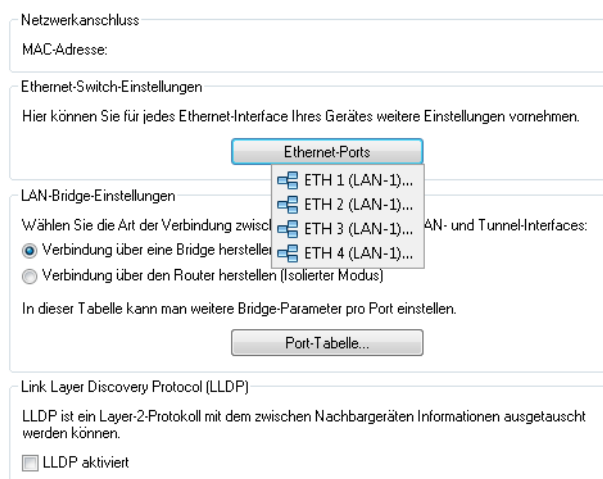 Netzwerkanschluss
MAC-Adresse:
Ethernet-Switch-Einstellungen
Hier können Sie für jedes Ethernet-Interface Ihres Gerätes weitere Einstellungen vornehmen.
Ethernet-Ports
ETH 1 (LAN-1)...
ETH 2 (LAN-1)...
ETH 3 (LAN-1)...
ETH 4 (LAN-1)...
LAN-Bridge-Einstellungen
Wählen Sie die Art der Verbindung AN- und Tunnel-Interfaces:
Verbindung über eine Bridge
Verbindung über den Router herstellen (Isolierter Modus)
In dieser Tabelle kann man weitere Bridge-Parameter pro Port einstellen.
Port-Tabelle...
Link Layer Discovery Protocol (LLDP)
LLDP ist ein Layer-2-Protokoll mit dem zwischen Nachbargeräten Informationen ausgetauscht
werden können.
LLDP aktiviert